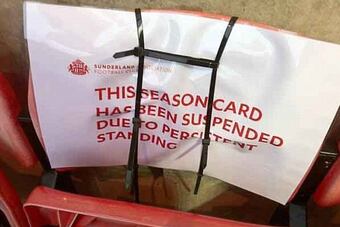 SUNDERLAND ASSOCIATION
FOOTBALL CLUB
THIS SEASON CARD
HAS BEEN SUSPENDED
DUE TO PERSISTENT
STANDING